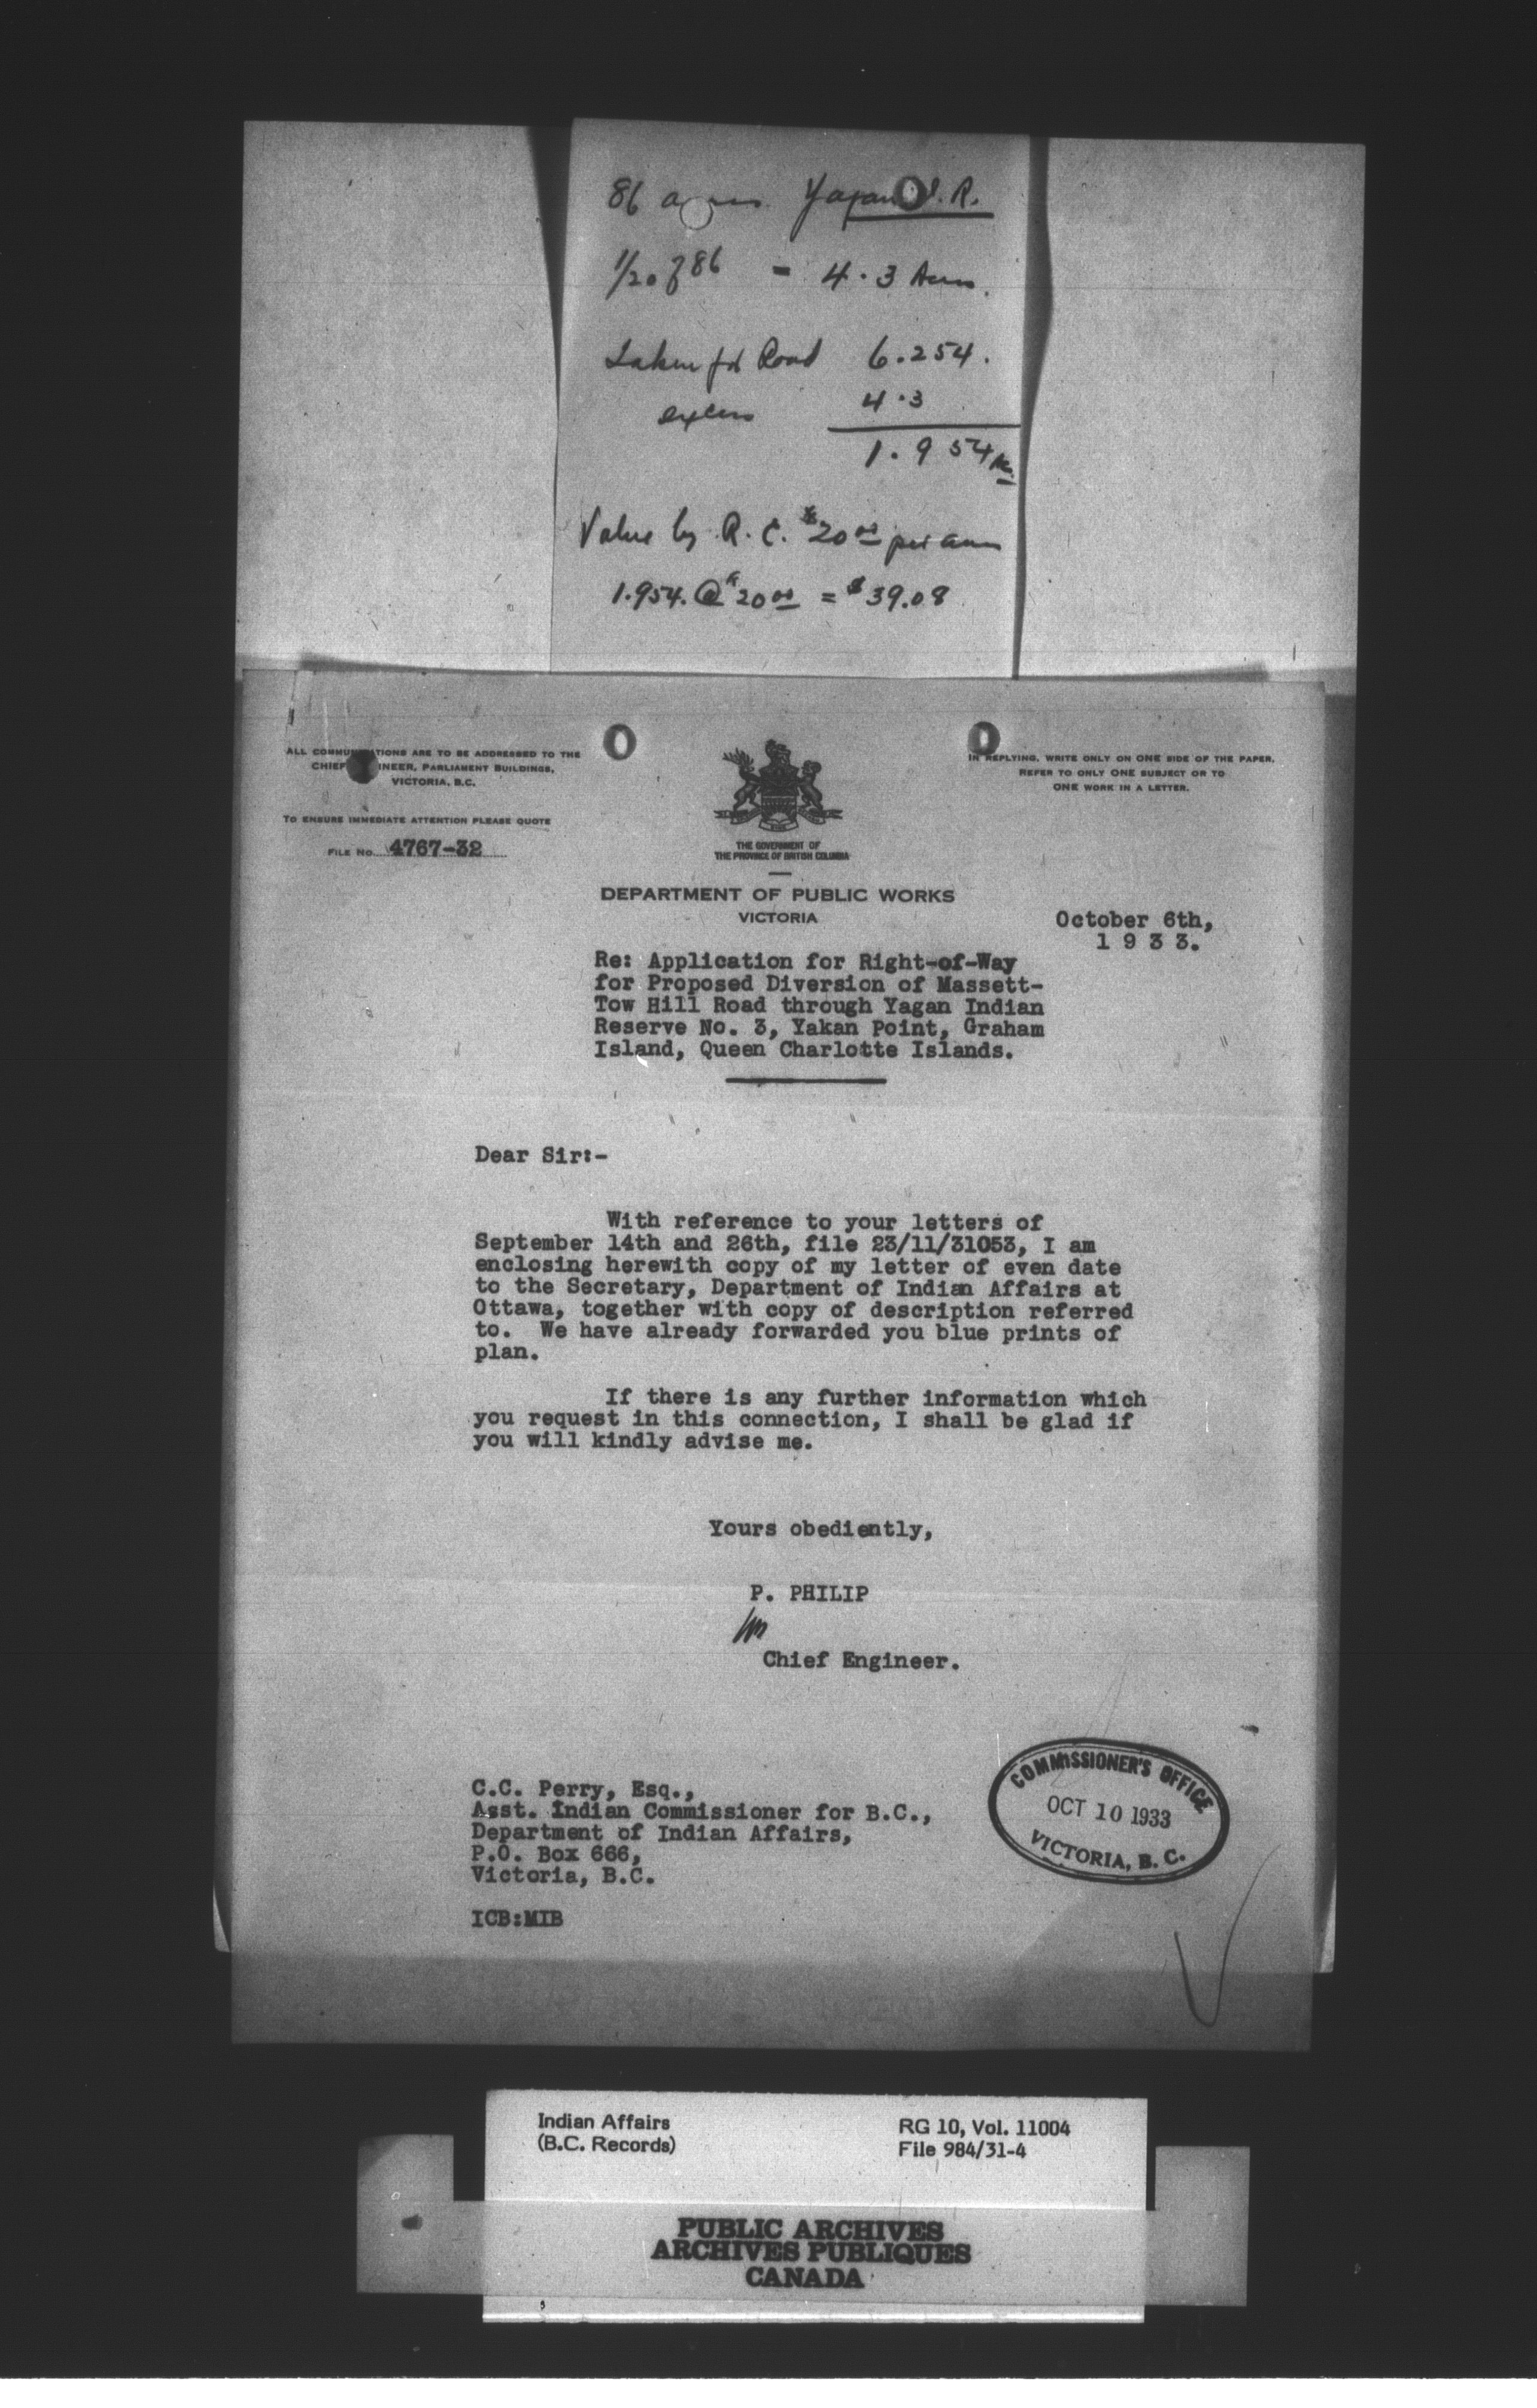 86 acres Yagan I.R.
1/20 of 86 = 4.3 Acres.
Taken for Road 6.254.
excess 4.3
1.954 Ac.
Value by R.C. $20.00 per acre
1.954. @ $20.00 = $39.08
ALL COMMUNICATIONS ARE TO BE ADDRESSED TO THE
CHIEF ENGINEER, PARLIAMENT BUILDINGS,
VICTORIA, B.C.
TO ENSURE IMMEDIATE ATTENTION PLEASE QUOTE
FILE NO. 4767-32
IN REPLYING, WRITE ONLY ON ONE SIDE OF THE PAPER.
REFER TO ONLY ONE SUBJECT OR TO
ONE WORK IN A LETTER.
THE GOVERNMENT OF
THE PROVINCE OF BRITISH COLUMBIA
DEPARTMENT OF PUBLIC WORKS
VICTORIA
October 6th,
1 9 3 3.
Re: Application for Right-of-Way
for Proposed Diversion of Massett-
Tow Hill Road through Yagan Indian
Reserve No. 3, Yakan Point, Graham
Island, Queen Charlotte Islands.
Dear Sir:-
With reference to your letters of
September 14th and 26th, file 23/11/31053, I am
enclosing herewith copy of my letter of even date
to the Secretary, Department of Indian Affairs at
Ottawa, together with copy of description referred
to. We have already forwarded you blue prints of
plan.
If there is any further information which
you request in this connection, I shall be glad if
you will kindly advise me.
Yours obediently,
P. PHILIP
Chief Engineer.
C.C. Perry, Esq.,
Asst. Indian Commissioner for B.C.,
Department of Indian Affairs,
P.O. Box 666,
Victoria, B.C.
ICB:MIB
COMMISSIONER'S OFFICE
OCT 10 1933
VICTORIA, B. C.
Indian Affairs
(B.C. Records)
RG 10, Vol. 11004
File 984/31-4
PUBLIC ARCHIVES
ARCHIVES PUBLIQUES
CANADA